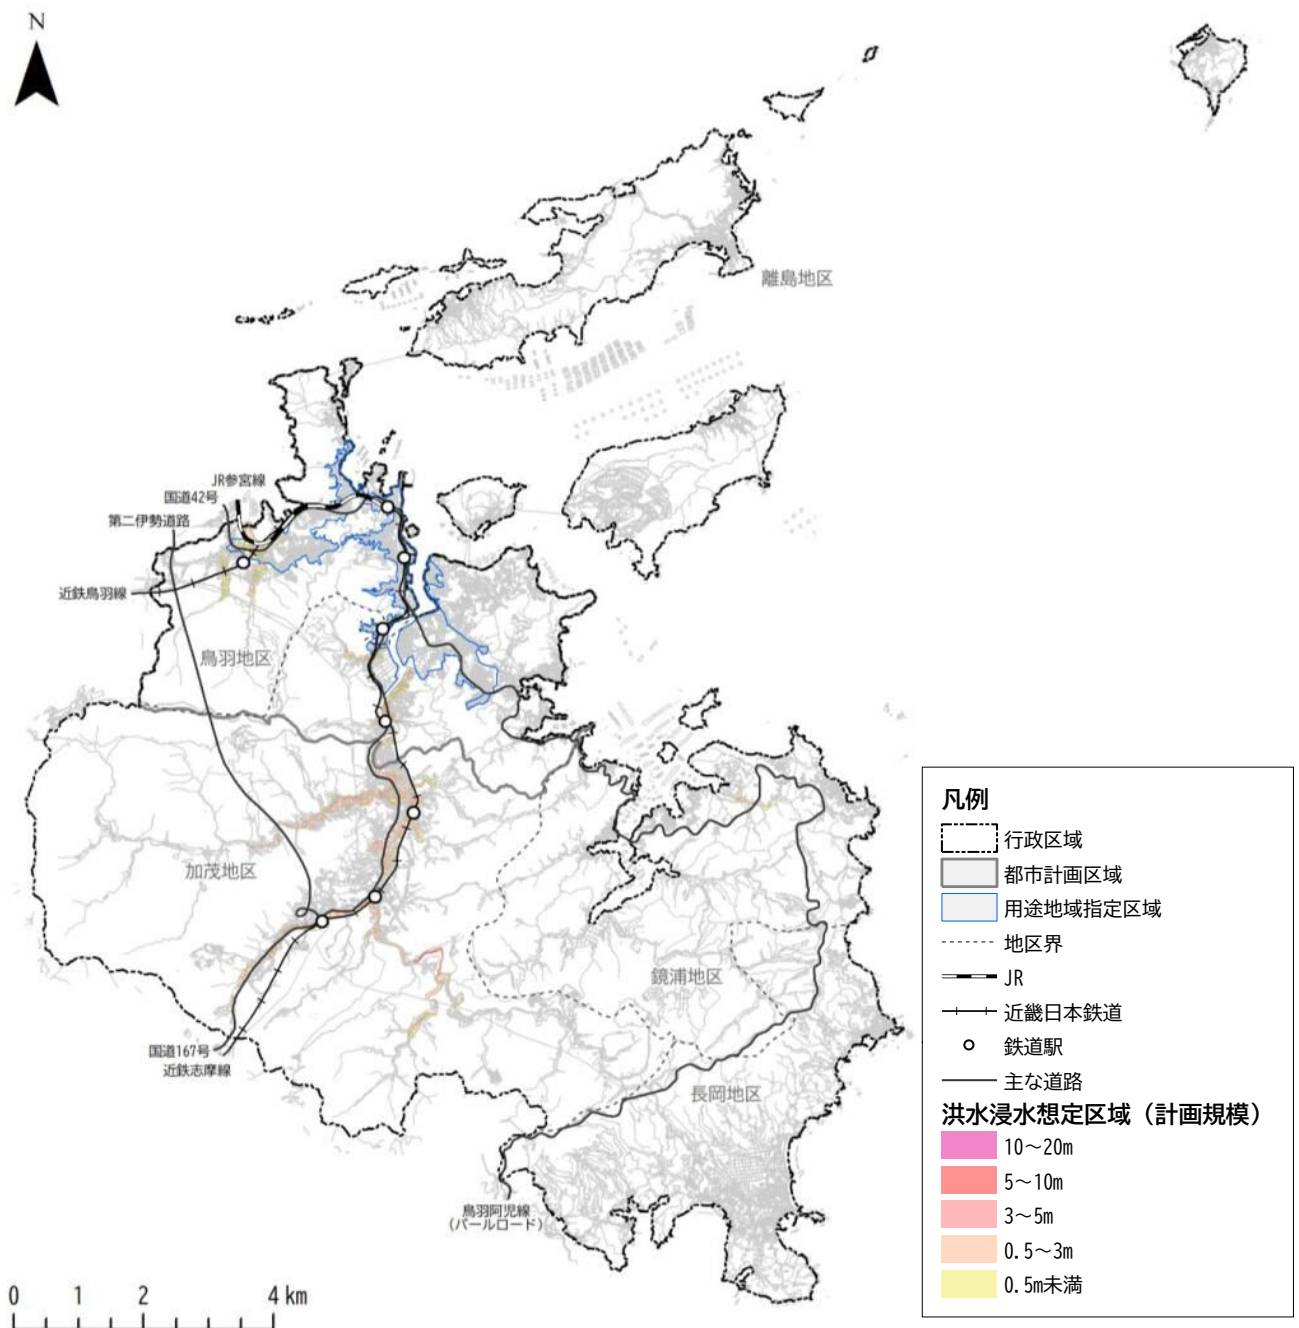 N
離島地区
JR参宮線
国道42号
第二伊勢道路
近鉄鳥羽線
鳥羽地区
加茂地区
鏡浦地区
国道167号
近鉄志摩線
長岡地区
鳥羽阿児線
(パールロード)
凡例
行政区域
都市計画区域
用途地域指定区域
地区界
JR
近畿日本鉄道
鉄道駅
主な道路
洪水浸水想定区域（計画規模）
10～20m
5～10m
3～5m
0.5～3m
0.5m未満
0 1 2 4 km